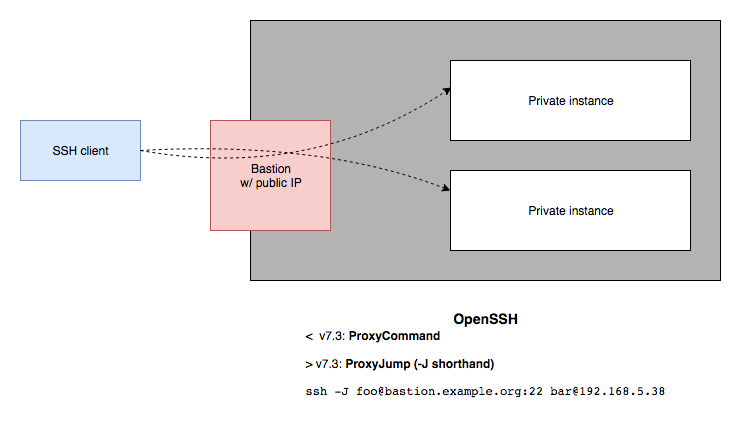 SSH client
Bastion
w/ public IP
Private instance
Private instance
OpenSSH
< v7.3: ProxyCommand
> v7.3: ProxyJump (-J shorthand)
ssh -J foo@bastion.example.org:22 bar@192.168.5.38